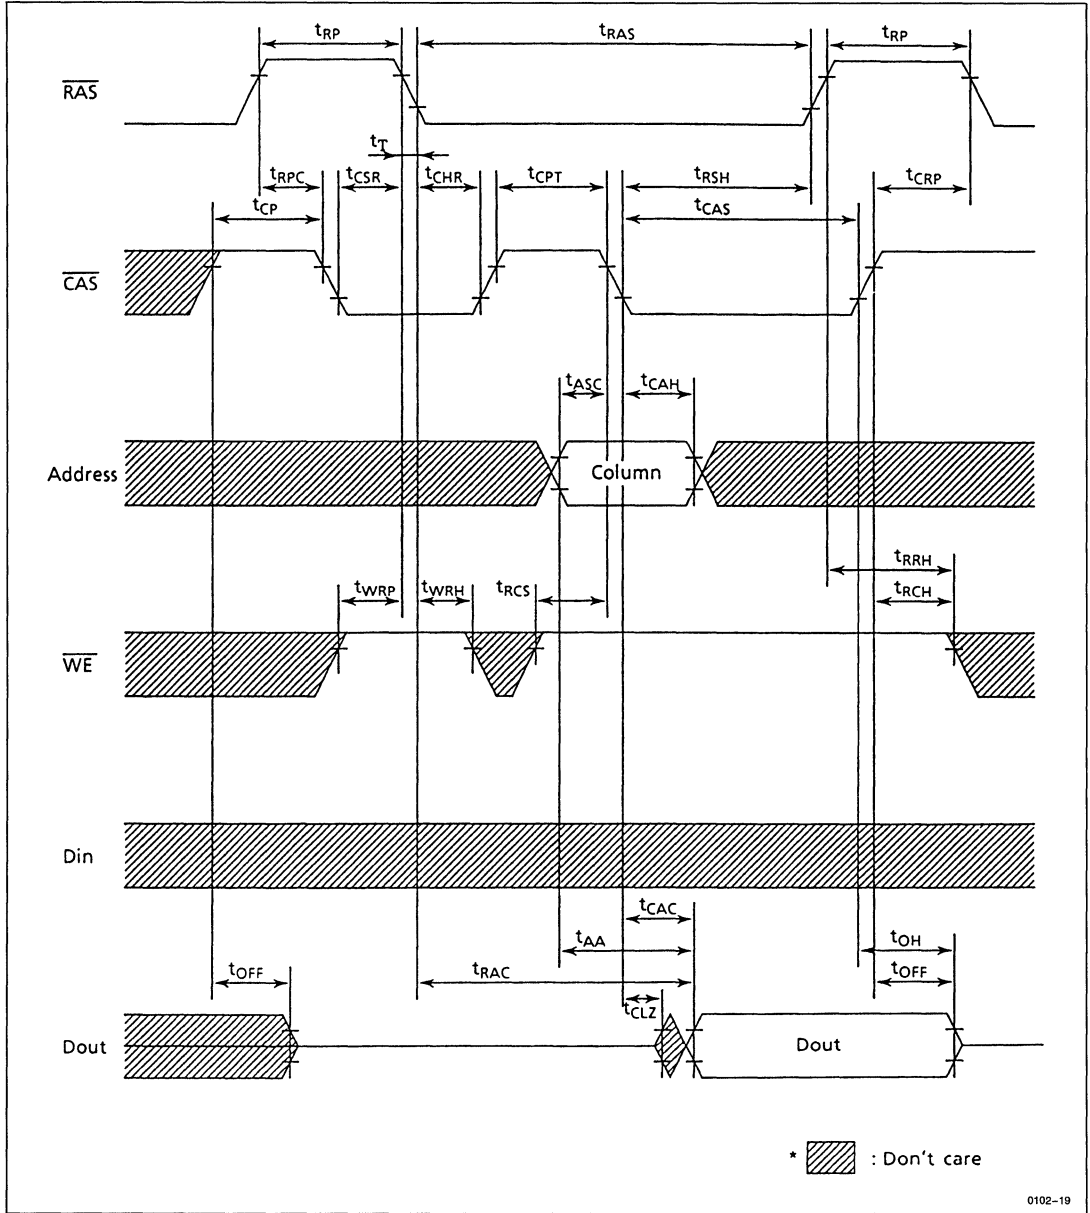 tRP tRAS tRP
RAS
tT
tRPC tCSR tCHR tCPT tRSH tCRP
tCP tCAS
CAS
tASC tCAH
Address Column
tRRH
tWRP tWRH tRCS tRCH
WE
Din
tCAC
tAA tOH
tOFF tRAC tOFF
tCLZ
Dout Dout
* : Don't care
0102-19